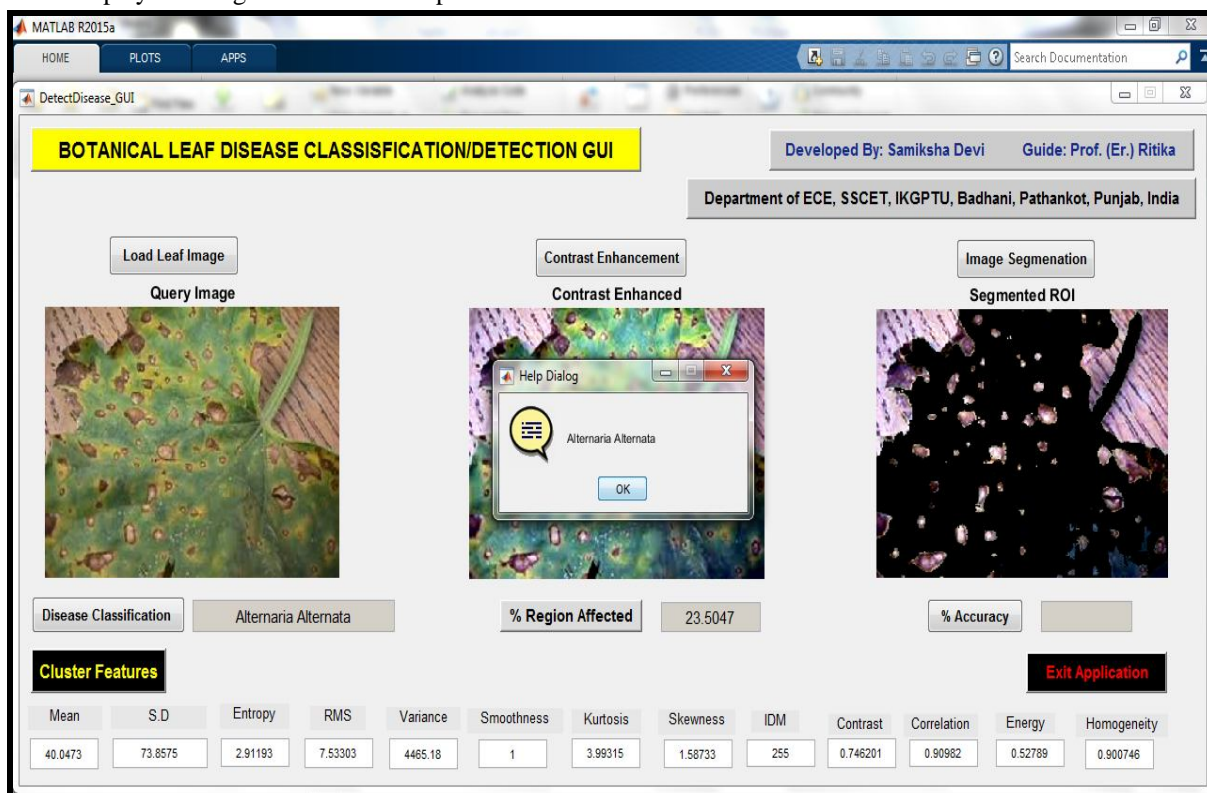 MATLAB R2015a
HOME PLOTS APPS
Search Documentation
DetectDisease_GUI
BOTANICAL LEAF DISEASE CLASSISFICATION/DETECTION GUI
Developed By: Samiksha Devi Guide: Prof. (Er.) Ritika
Department of ECE, SSCET, IKGPTU, Badhani, Pathankot, Punjab, India
Load Leaf Image
Contrast Enhancement
Image Segmenation
Query Image
Contrast Enhanced
Segmented ROI
Help Dialog
Alternaria Alternata
OK
Disease Classification Alternaria Alternata
% Region Affected 23.5047
% Accuracy
Cluster Features
Exit Application
Mean S.D Entropy RMS Variance Smoothness Kurtosis Skewness IDM Contrast Correlation Energy Homogeneity
40.0473 73.8575 2.91193 7.53303 4465.18 1 3.99315 1.58733 255 0.746201 0.90982 0.52789 0.900746